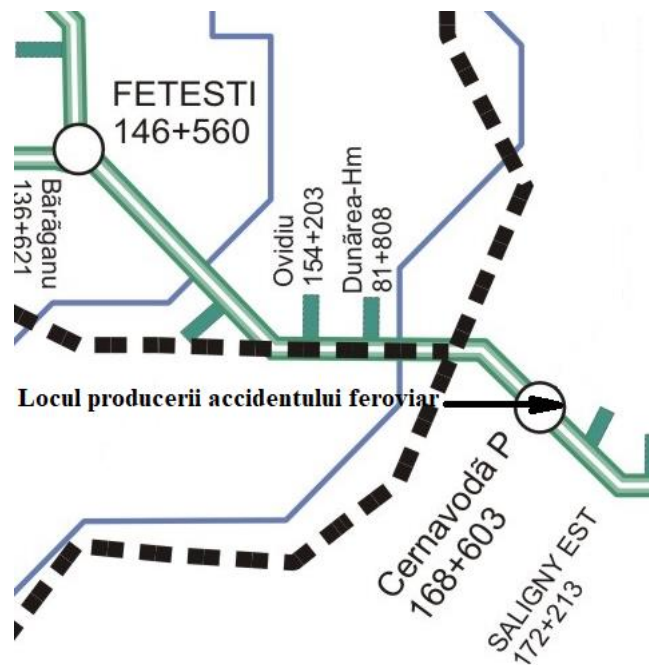 FETESTI
146+560
Bărăganu
136+621
Ovidiu
154+203
Dunărea-Hm
81+808
Locul producerii accidentului feroviar
Cernavodă P
168+603
SALIGNY EST
172+213